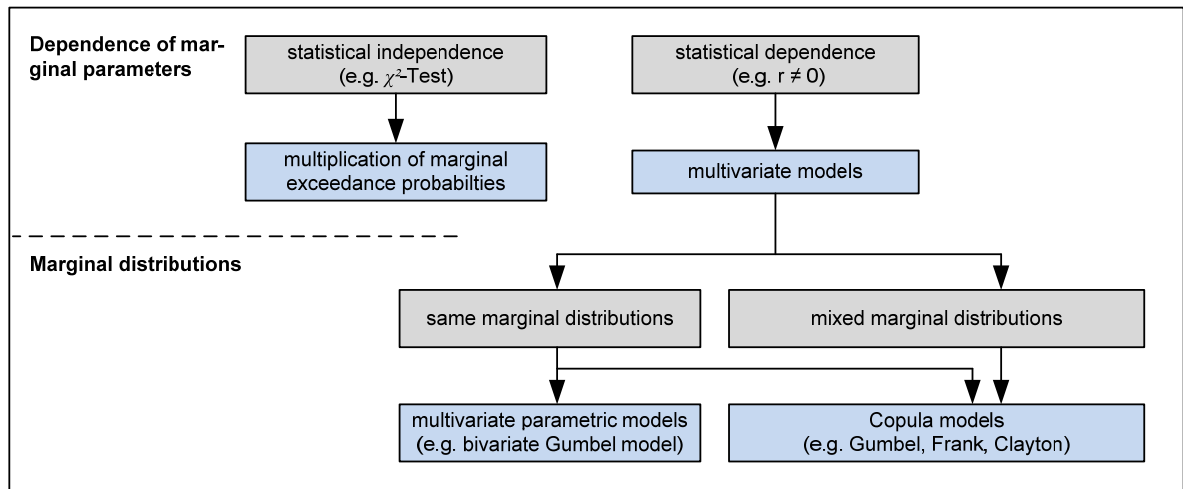 Dependence of mar-
ginal parameters
statistical independence
(e.g. χ²-Test)
statistical dependence
(e.g. r ≠ 0)
multiplication of marginal
exceedance probabilties
multivariate models
Marginal distributions
same marginal distributions
mixed marginal distributions
multivariate parametric models
(e.g. bivariate Gumbel model)
Copula models
(e.g. Gumbel, Frank, Clayton)